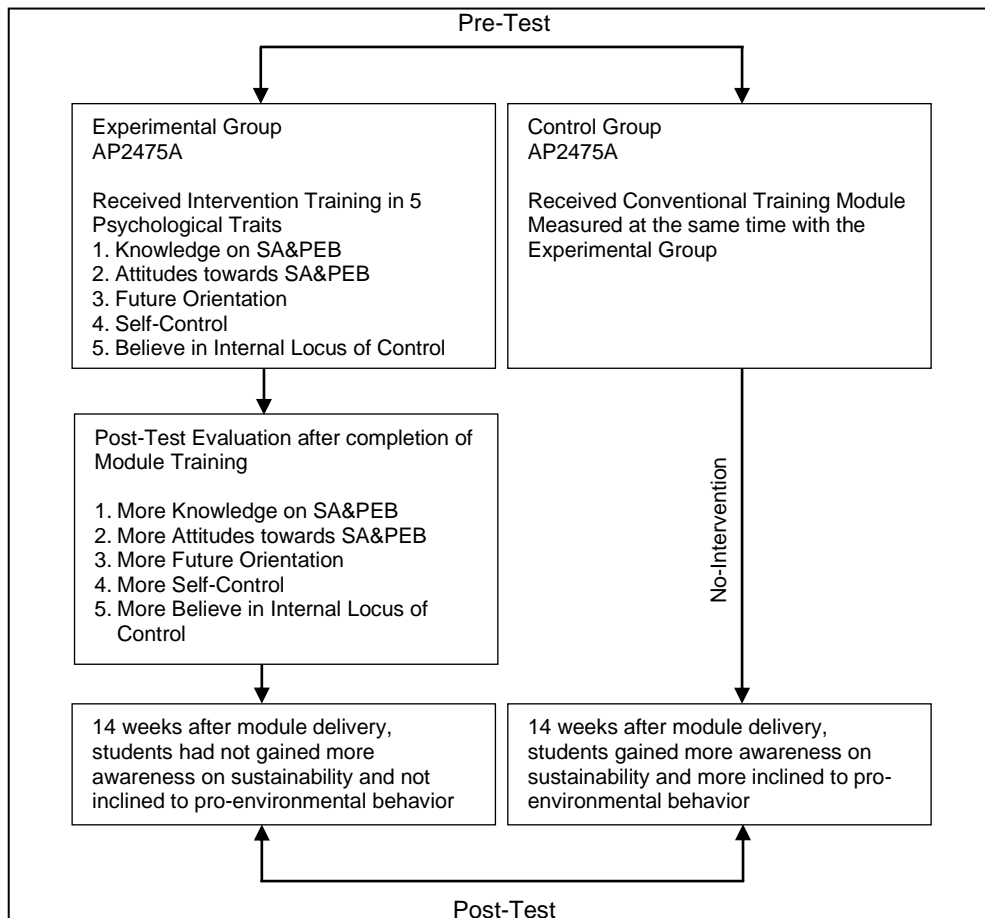 Pre-Test
Experimental Group
AP2475A
Received Intervention Training in 5
Psychological Traits
1. Knowledge on SA&PEB
2. Attitudes towards SA&PEB
3. Future Orientation
4. Self-Control
5. Believe in Internal Locus of Control
Control Group
AP2475A
Received Conventional Training Module
Measured at the same time with the
Experimental Group
Post-Test Evaluation after completion of
Module Training
1. More Knowledge on SA&PEB
2. More Attitudes towards SA&PEB
3. More Future Orientation
4. More Self-Control
5. More Believe in Internal Locus of
Control
No-Intervention
14 weeks after module delivery,
students had not gained more
awareness on sustainability and not
inclined to pro-environmental behavior
14 weeks after module delivery,
students gained more awareness on
sustainability and more inclined to pro-
environmental behavior
Post-Test